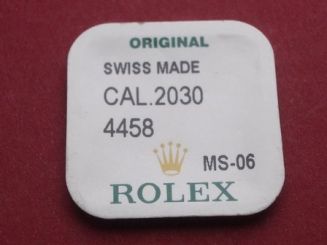 ORIGINAL
SWISS MADE
CAL.2030
4458
MS-06
ROLEX